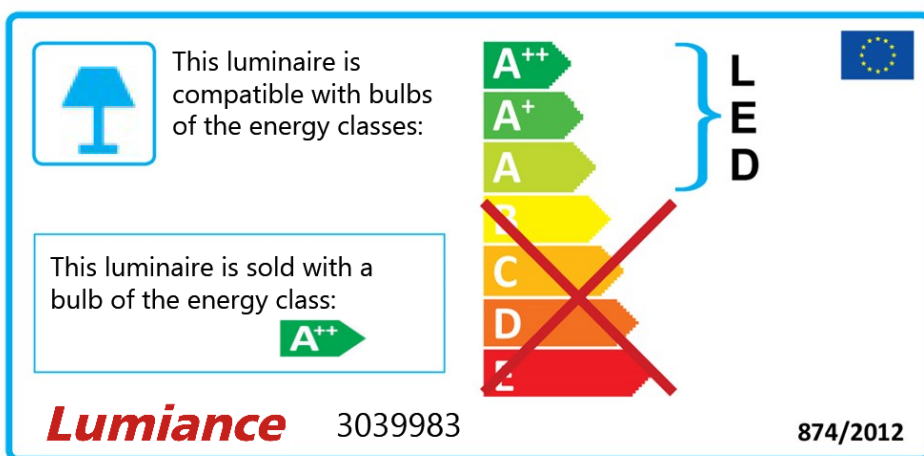 This luminaire is
compatible with bulbs
of the energy classes:
A++
A+
A
B
C
D
E
L
E
D
This luminaire is sold with a
bulb of the energy class:
A++
Lumiance 3039983
874/2012